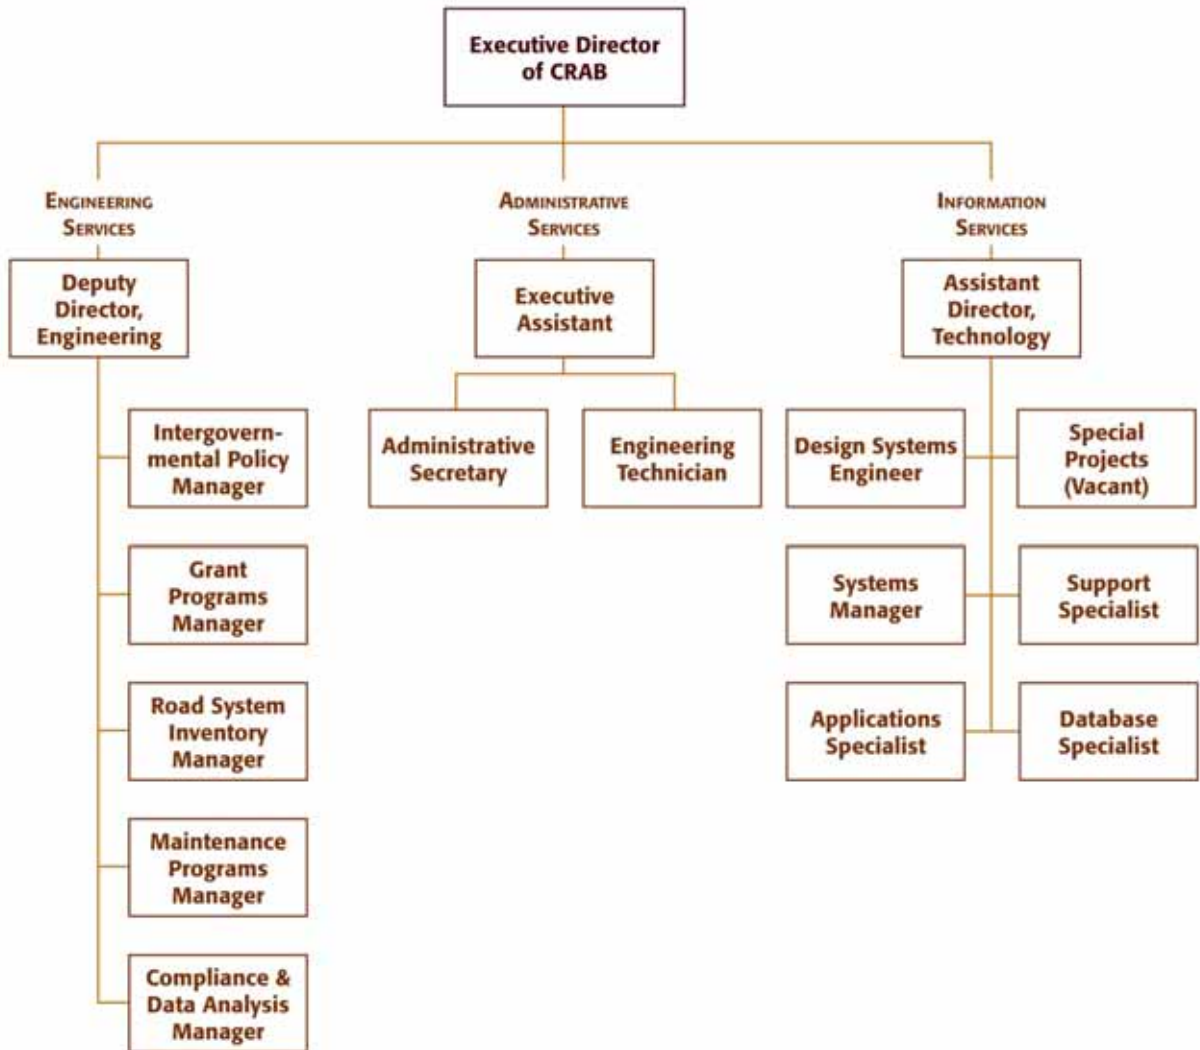 Executive Director
of CRAB
ENGINEERING
SERVICES
ADMINISTRATIVE
SERVICES
INFORMATION
SERVICES
Deputy
Director,
Engineering
Executive
Assistant
Assistant
Director,
Technology
Intergovern-
mental Policy
Manager
Administrative
Secretary
Engineering
Technician
Design Systems
Engineer
Special
Projects
(Vacant)
Grant
Programs
Manager
Systems
Manager
Support
Specialist
Road System
Inventory
Manager
Applications
Specialist
Database
Specialist
Maintenance
Programs
Manager
Compliance &
Data Analysis
Manager